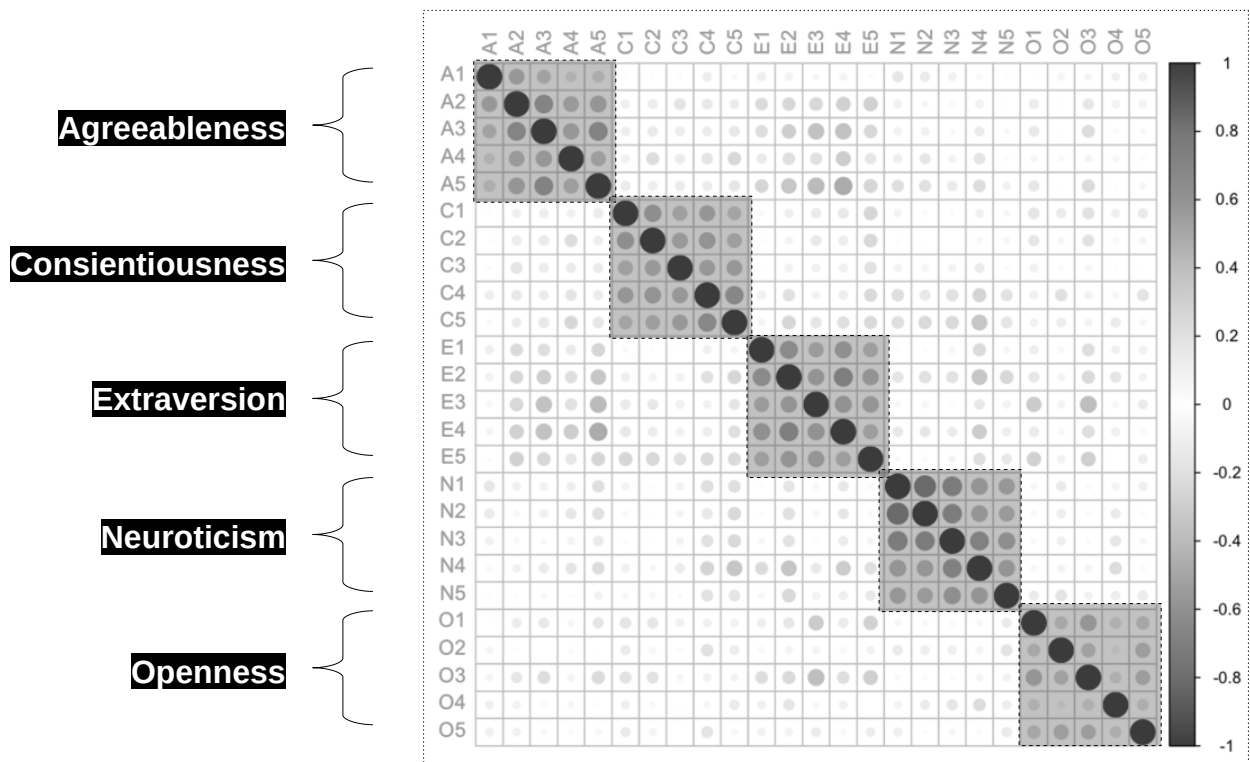 A1 A2 A3 A4 A5 C1 C2 C3 C4 C5 E1 E2 E3 E4 E5 N1 N2 N3 N4 N5 O1 O2 O3 O4 O5
A1
A2
A3
A4
A5
C1
C2
C3
C4
C5
E1
E2
E3
E4
E5
N1
N2
N3
N4
N5
O1
O2
O3
O4
O5
Agreeableness
Consientiousness
Extraversion
Neuroticism
Openness
1
0.8
0.6
0.4
0.2
0
-0.2
-0.4
-0.6
-0.8
-1